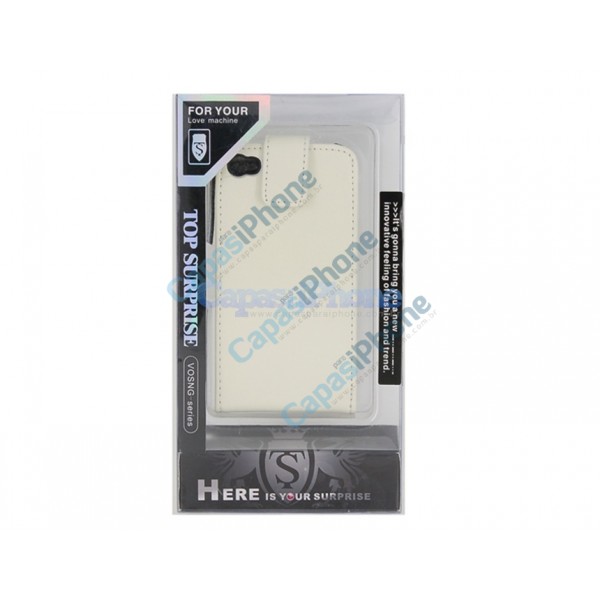 FOR YOUR
Love machine
S
TOP SURPRISE
VOSNG series
>>>It's gonna bring you a new
innovative feeling of fashion and trend.
CapasiPhone
CapasiPhone
CapasiPhone
CapasiPhone
S
HERE IS YOUR SURPRISE